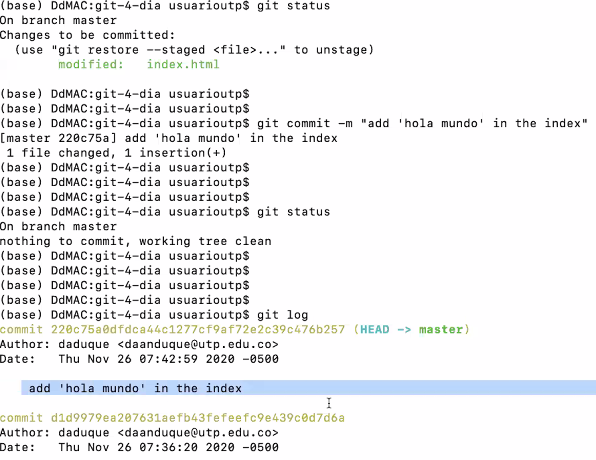 (base) DdMAC:git-4-dia usuarioutp$ git status
On branch master
Changes to be committed:
  (use "git restore --staged <file>..." to unstage)
        modified:   index.html
(base) DdMAC:git-4-dia usuarioutp$
(base) DdMAC:git-4-dia usuarioutp$
(base) DdMAC:git-4-dia usuarioutp$ git commit -m "add 'hola mundo' in the index"
[master 220c75a] add 'hola mundo' in the index
 1 file changed, 1 insertion(+)
(base) DdMAC:git-4-dia usuarioutp$
(base) DdMAC:git-4-dia usuarioutp$
(base) DdMAC:git-4-dia usuarioutp$
(base) DdMAC:git-4-dia usuarioutp$ git status
On branch master
nothing to commit, working tree clean
(base) DdMAC:git-4-dia usuarioutp$
(base) DdMAC:git-4-dia usuarioutp$
(base) DdMAC:git-4-dia usuarioutp$
(base) DdMAC:git-4-dia usuarioutp$
(base) DdMAC:git-4-dia usuarioutp$ git log
commit 220c75a0dfdca44c1277cf9af72e2c39c476b257 (HEAD -> master)
Author: daduque <daanduque@utp.edu.co>
Date:   Thu Nov 26 07:42:59 2020 -0500
    add 'hola mundo' in the index
commit d1d9979ea207631aefb43fefeefc9e439c0d7d6a
Author: daduque <daanduque@utp.edu.co>
Date:   Thu Nov 26 07:36:20 2020 -0500